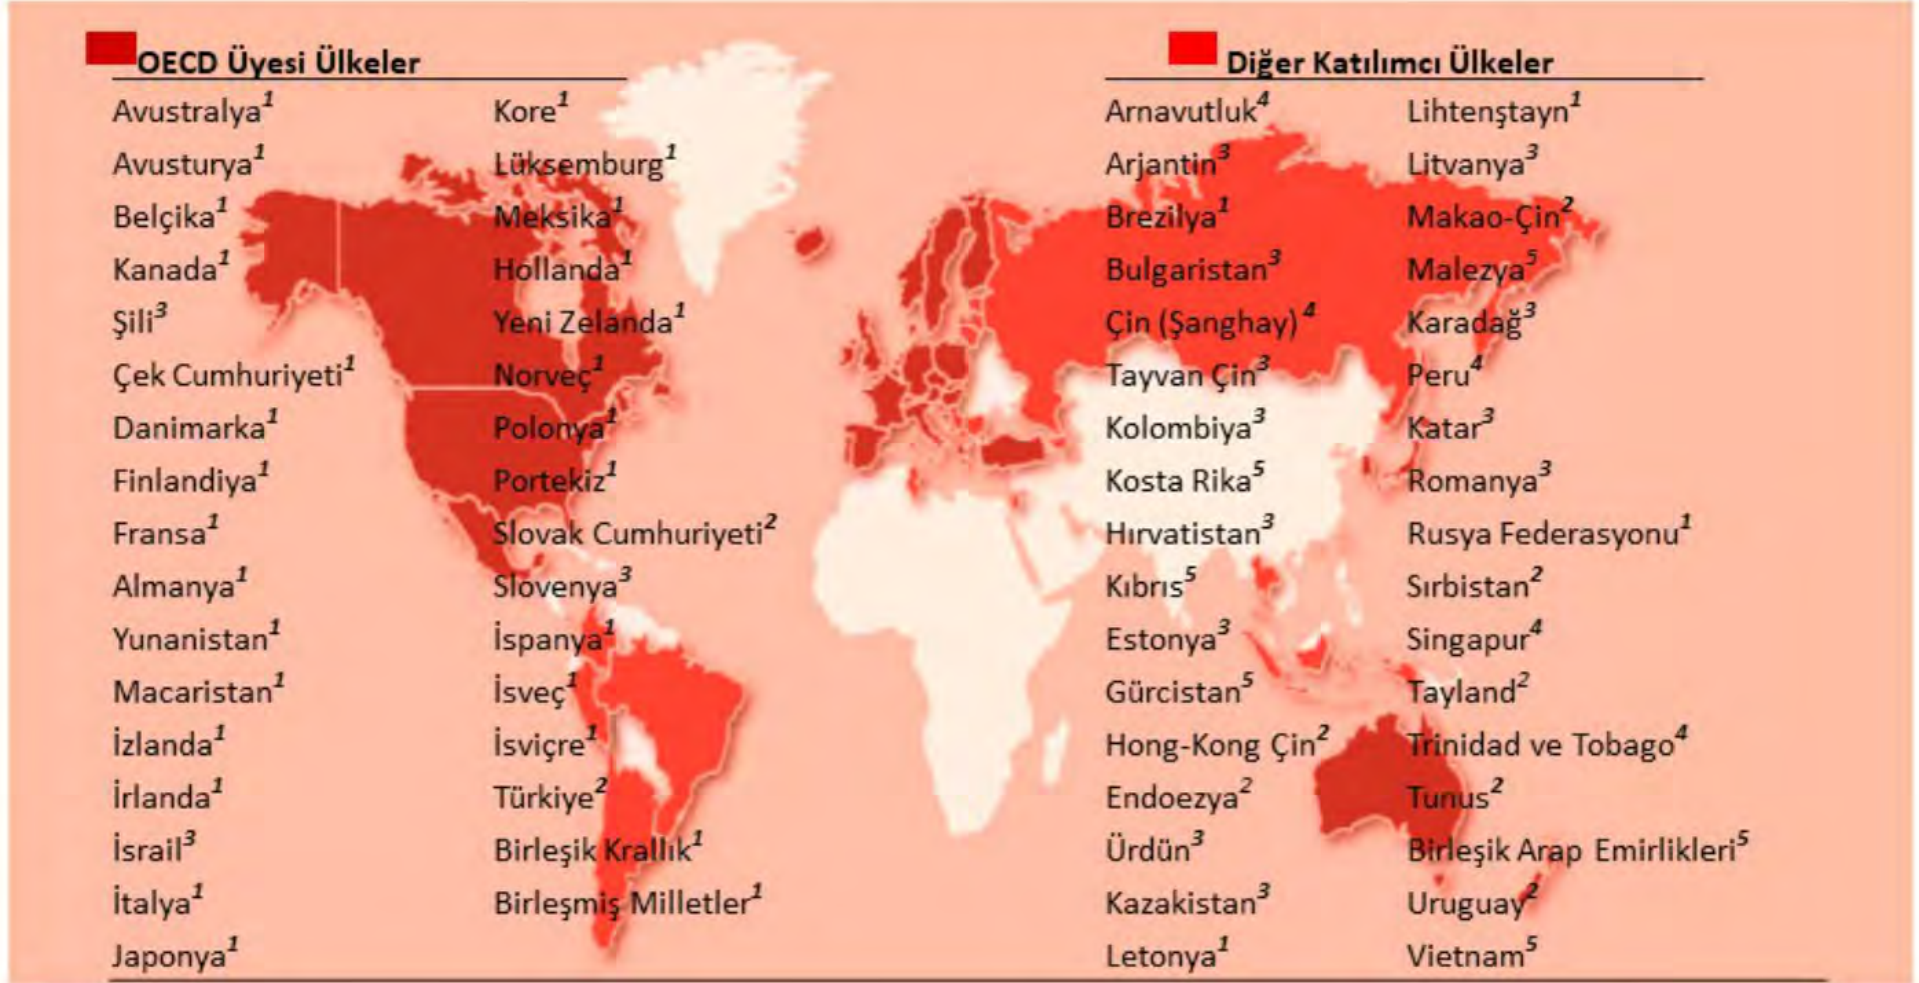 OECD Üyesi Ülkeler
Avustralya¹
Avusturya¹
Belçika¹
Kanada¹
Şili³
Çek Cumhuriyeti¹
Danimarka¹
Finlandiya¹
Fransa¹
Almanya¹
Yunanistan¹
Macaristan¹
İzlanda¹
İrlanda¹
İsrail³
İtalya¹
Japonya¹
Kore¹
Lüksemburg¹
Meksika¹
Hollanda¹
Yeni Zelanda¹
Norveç¹
Polonya¹
Portekiz¹
Slovak Cumhuriyeti²
Slovenya³
İspanya¹
İsveç¹
İsviçre¹
Türkiye²
Birleşik Krallık¹
Birleşmiş Milletler¹
Diğer Katılımcı Ülkeler
Arnavutluk⁴
Arjantin³
Brezilya¹
Bulgaristan³
Çin (Şanghay)⁴
Tayvan Çin³
Kolombiya³
Kosta Rika⁵
Hırvatistan³
Kıbrıs⁵
Estonya³
Gürcistan⁵
Hong-Kong Çin²
Endoezya²
Ürdün³
Kazakistan³
Letonya¹
Lihtenştayn¹
Litvanya³
Makao-Çin²
Malezya⁵
Karadağ³
Peru⁴
Katar³
Romanya³
Rusya Federasyonu¹
Sırbistan²
Singapur⁴
Tayland²
Trinidad ve Tobago⁴
Tunus²
Birleşik Arap Emirlikleri⁵
Uruguay²
Vietnam⁵